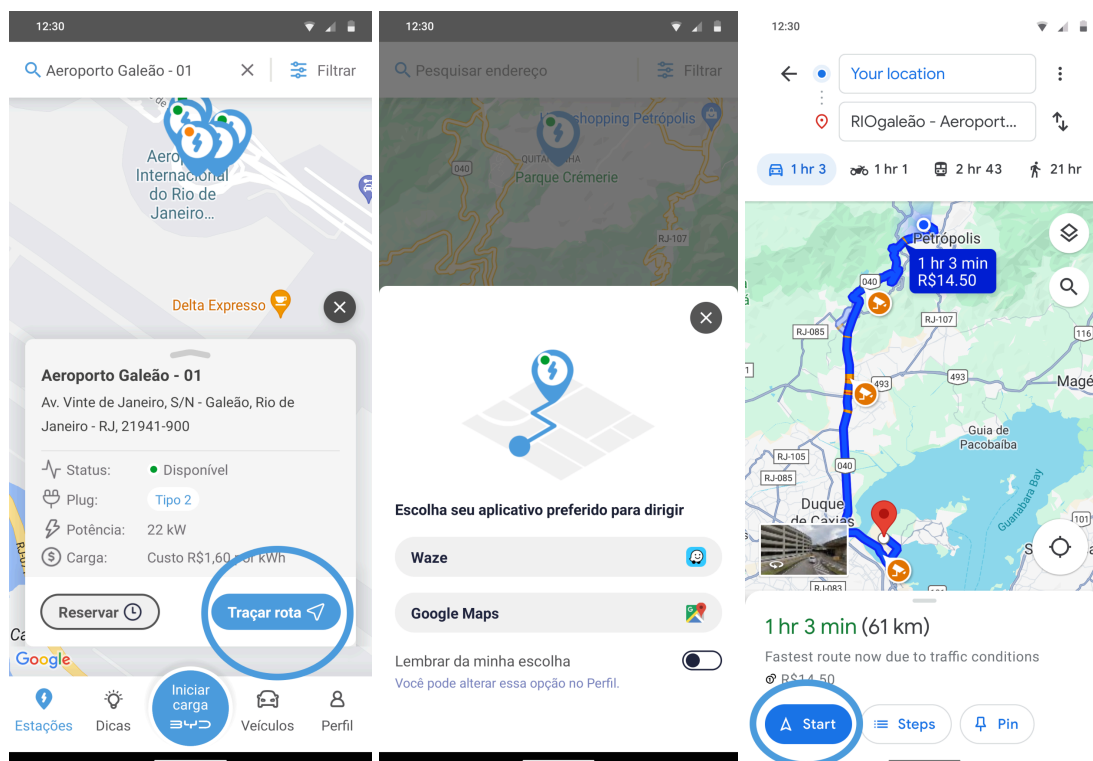 12:30
Aeroporto Galeão - 01
Filtrar
Aeroporto
Internacional
do Rio de
Janeiro...
Delta Expresso
Aeroporto Galeão - 01
Av. Vinte de Janeiro, S/N - Galeão, Rio de
Janeiro - RJ, 21941-900
Status: Disponível
Plug: Tipo 2
Potência: 22 kW
Carga: Custo R$1,60 por kWh
Reservar
Traçar rota
Google
Estações
Dicas
Iniciar
carga
BYD
Veículos
Perfil
12:30
Pesquisar endereço
Filtrar
shopping Petrópolis
040
QUITANDINHA
Parque Crémerie
RJ-107
Escolha seu aplicativo preferido para dirigir
Waze
Google Maps
Lembrar da minha escolha
Você pode alterar essa opção no Perfil.
12:30
Your location
RIOgaleão - Aeroport...
1 hr 3
1 hr 1
2 hr 43
21 hr
Petrópolis
1 hr 3 min
R$14.50
040
RJ-107
RJ-085
116
493
493
Magé
Guia de
Pacobaíba
RJ-105
040
RJ-085
Guanabara Bay
Duque
de Caxias
101
RJ-083
1 hr 3 min (61 km)
Fastest route now due to traffic conditions
R$14.50
Start
Steps
Pin